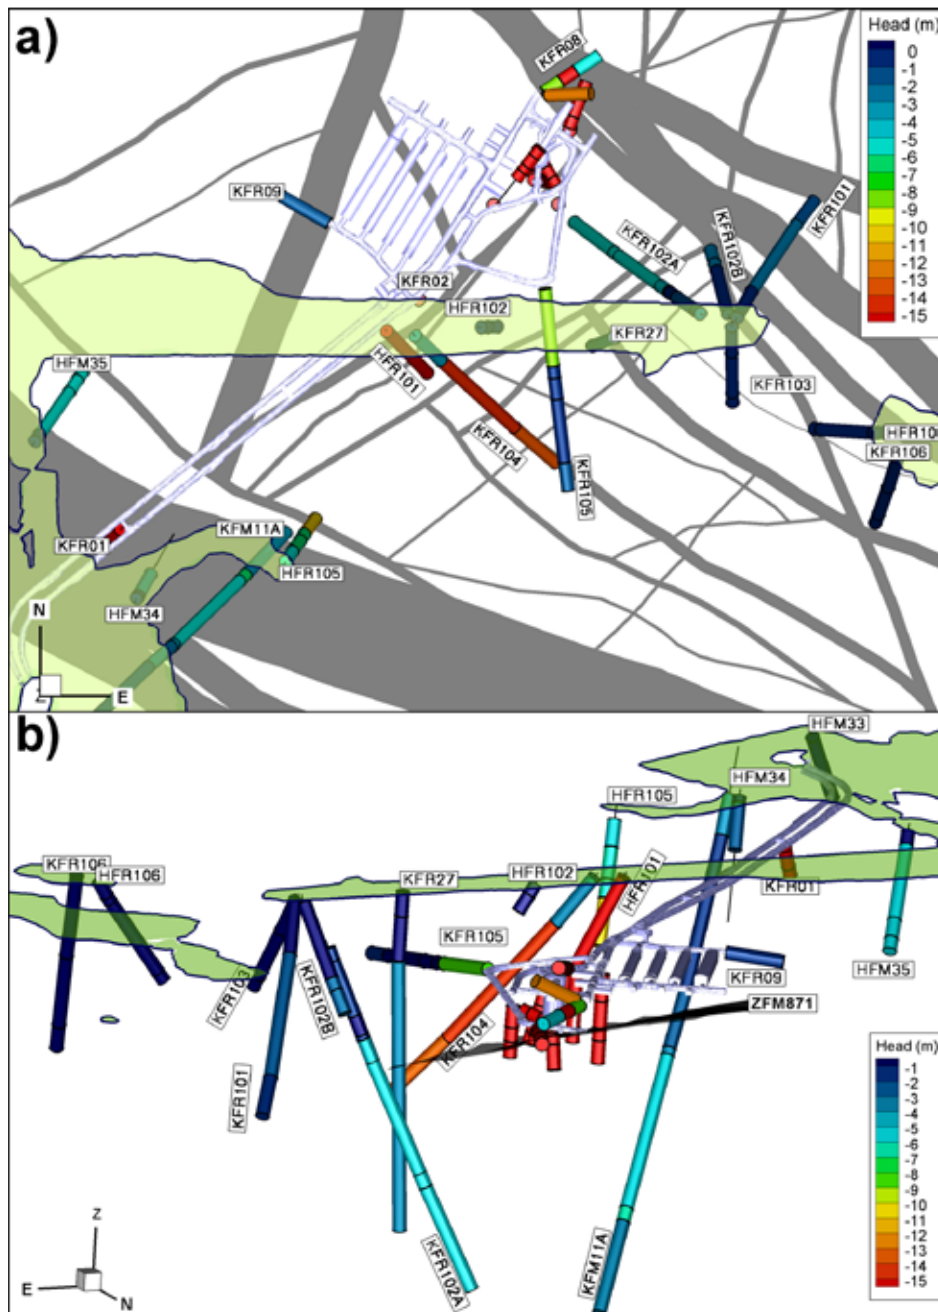 a)
Head (m)
0
-1
-2
-3
-4
-5
-6
-7
-8
-9
-10
-11
-12
-13
-14
-15
KFR08
KFR09
KFR101
KFR102B
KFR102A
KFR02
HFR102
KFR27
HFM35
HFR101
KFR103
KFR104
HFR106
KFR106
KFR105
KFM11A
KFR01
HFR105
HFM34
N
Z
E
b)
HFM33
HFM34
HFR105
KFR106
HFR106
KFR27
HFR102
HFR101
KFR01
KFR105
KFR103
KFR102B
KFR09
HFM35
ZFM871
KFR104
KFR101
KFR102A
KFM11A
Head (m)
-1
-2
-3
-4
-5
-6
-7
-8
-9
-10
-11
-12
-13
-14
-15
Z
E
N